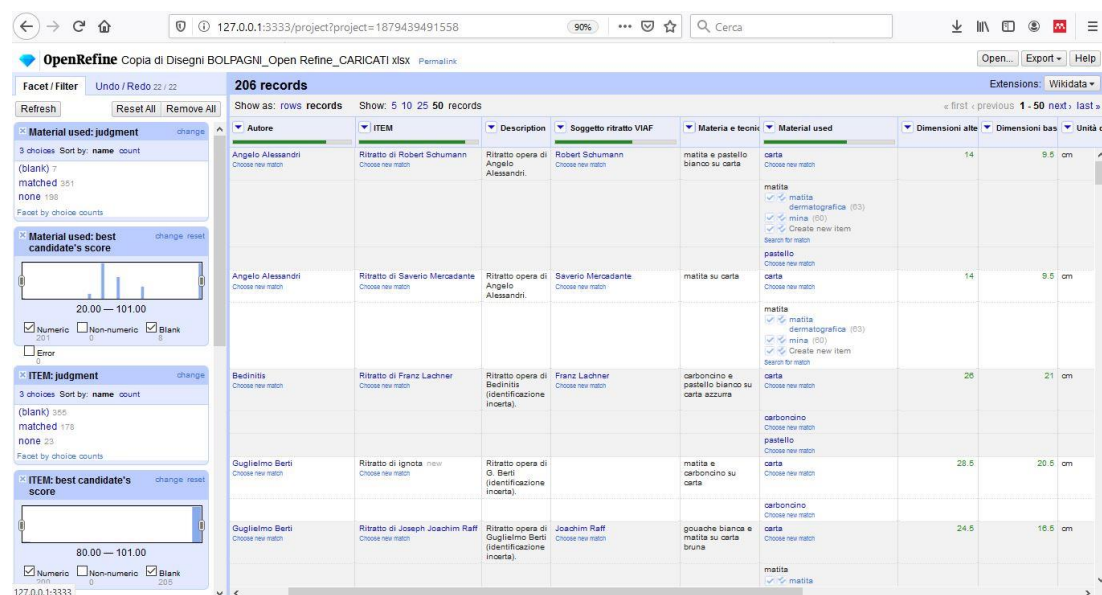 127.0.0.1:3333/project?project=1879439491558
90%
Cerca
OpenRefine Copia di Disegni BOLPAGNI_Open Refine_CARICATI xlsx Permalink
Open... Export Help
Facet / Filter Undo / Redo 22 / 22
206 records
Extensions: Wikidata
Refresh Reset All Remove All
Show as: rows records Show: 5 10 25 50 records
« first ‹ previous 1 - 50 next › last »
Material used: judgment change
3 choices Sort by: name count
(blank) 7
matched 351
none 198
Facet by choice counts
Material used: best candidate's score change reset
20.00 — 101.00
Numeric 201 Non-numeric 0 Blank 8
Error 0
ITEM: judgment change
3 choices Sort by: name count
(blank) 355
matched 178
none 23
Facet by choice counts
ITEM: best candidate's score change reset
80.00 — 101.00
Numeric 200 Non-numeric 0 Blank 205
127.0.0.1:3333
Autore ITEM Description Soggetto ritratto VIAF Materia e tecnic Material used Dimensioni alte Dimensioni bas Unità d
Angelo Alessandri Ritratto di Robert Schumann Ritratto opera di Angelo Alessandri. Robert Schumann matita e pastello bianco su carta carta 14 9.5 cm
Choose new match Choose new match Choose new match Choose new match
matita
matita dermatografica (63)
mina (60)
Create new item
Search for match
pastello
Choose new match
Angelo Alessandri Ritratto di Saverio Mercadante Ritratto opera di Angelo Alessandri. Saverio Mercadante matita su carta carta 14 9.5 cm
Choose new match Choose new match Choose new match Choose new match
matita
matita dermatografica (63)
mina (60)
Create new item
Search for match
Bedinitis Ritratto di Franz Lachner Ritratto opera di Bedinitis (identificazione incerta). Franz Lachner carboncino e pastello bianco su carta azzurra carta 26 21 cm
Choose new match Choose new match Choose new match Choose new match
carboncino
Choose new match
pastello
Choose new match
Guglielmo Berti Ritratto di ignota new Ritratto opera di G. Berti (identificazione incerta). matita e carboncino su carta carta 28.5 20.5 cm
Choose new match Choose new match Choose new match
carboncino
Choose new match
Guglielmo Berti Ritratto di Joseph Joachim Raff Ritratto opera di Guglielmo Berti (identificazione incerta). Joachim Raff gouache bianca e matita su carta bruna carta 24.5 16.5 cm
Choose new match Choose new match Choose new match Choose new match
matita
matita